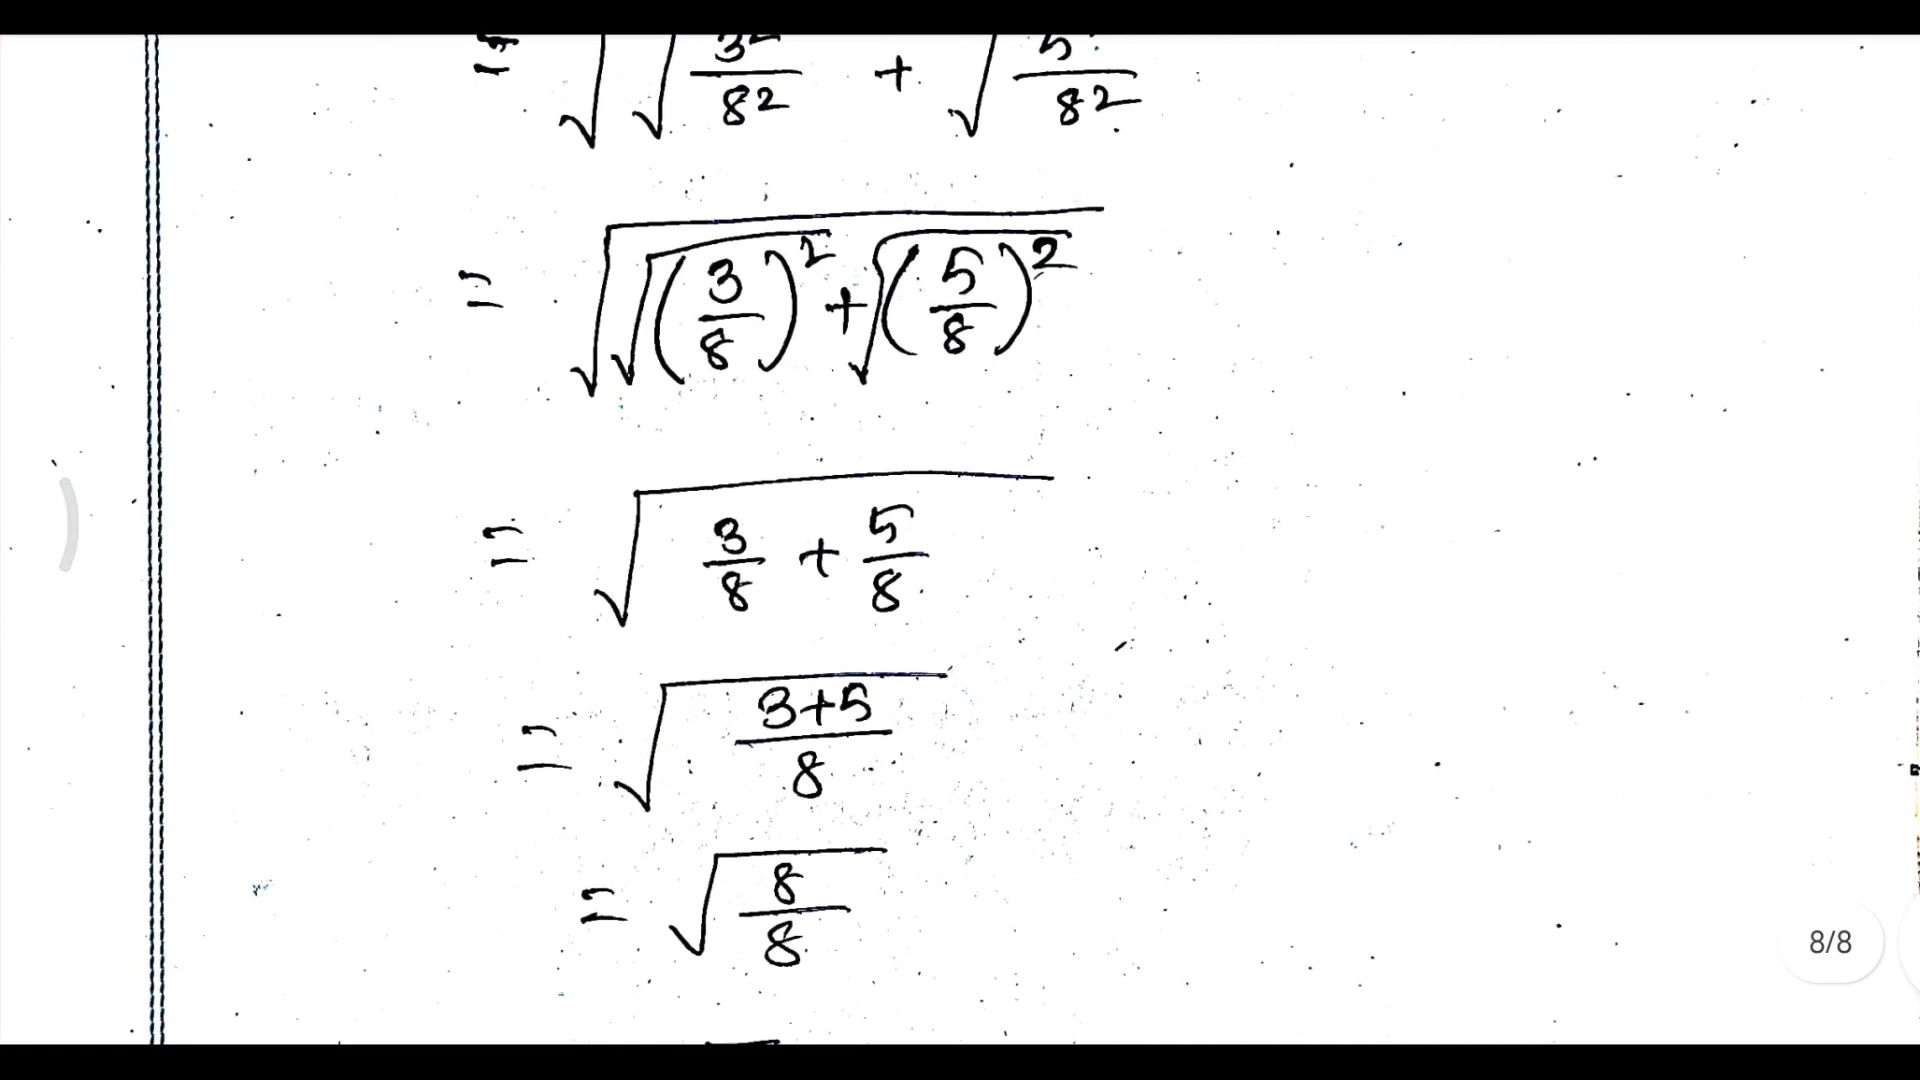 = √(√(3²/8²) + √(5²/8²))
= √(√(3/8)² + √(5/8)²)
= √(3/8 + 5/8)
= √((3+5)/8)
= √(8/8)
8/8